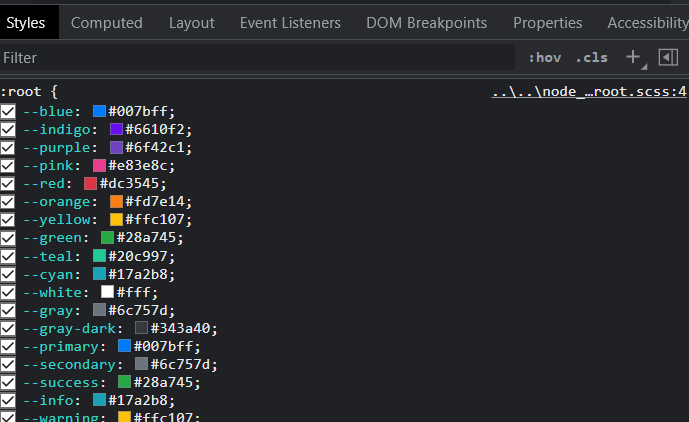 Styles Computed Layout Event Listeners DOM Breakpoints Properties Accessibility
Filter :hov .cls
:root { ..\..\node_…root.scss:4
--blue: #007bff;
--indigo: #6610f2;
--purple: #6f42c1;
--pink: #e83e8c;
--red: #dc3545;
--orange: #fd7e14;
--yellow: #ffc107;
--green: #28a745;
--teal: #20c997;
--cyan: #17a2b8;
--white: #fff;
--gray: #6c757d;
--gray-dark: #343a40;
--primary: #007bff;
--secondary: #6c757d;
--success: #28a745;
--info: #17a2b8;
--warning: #ffc107;